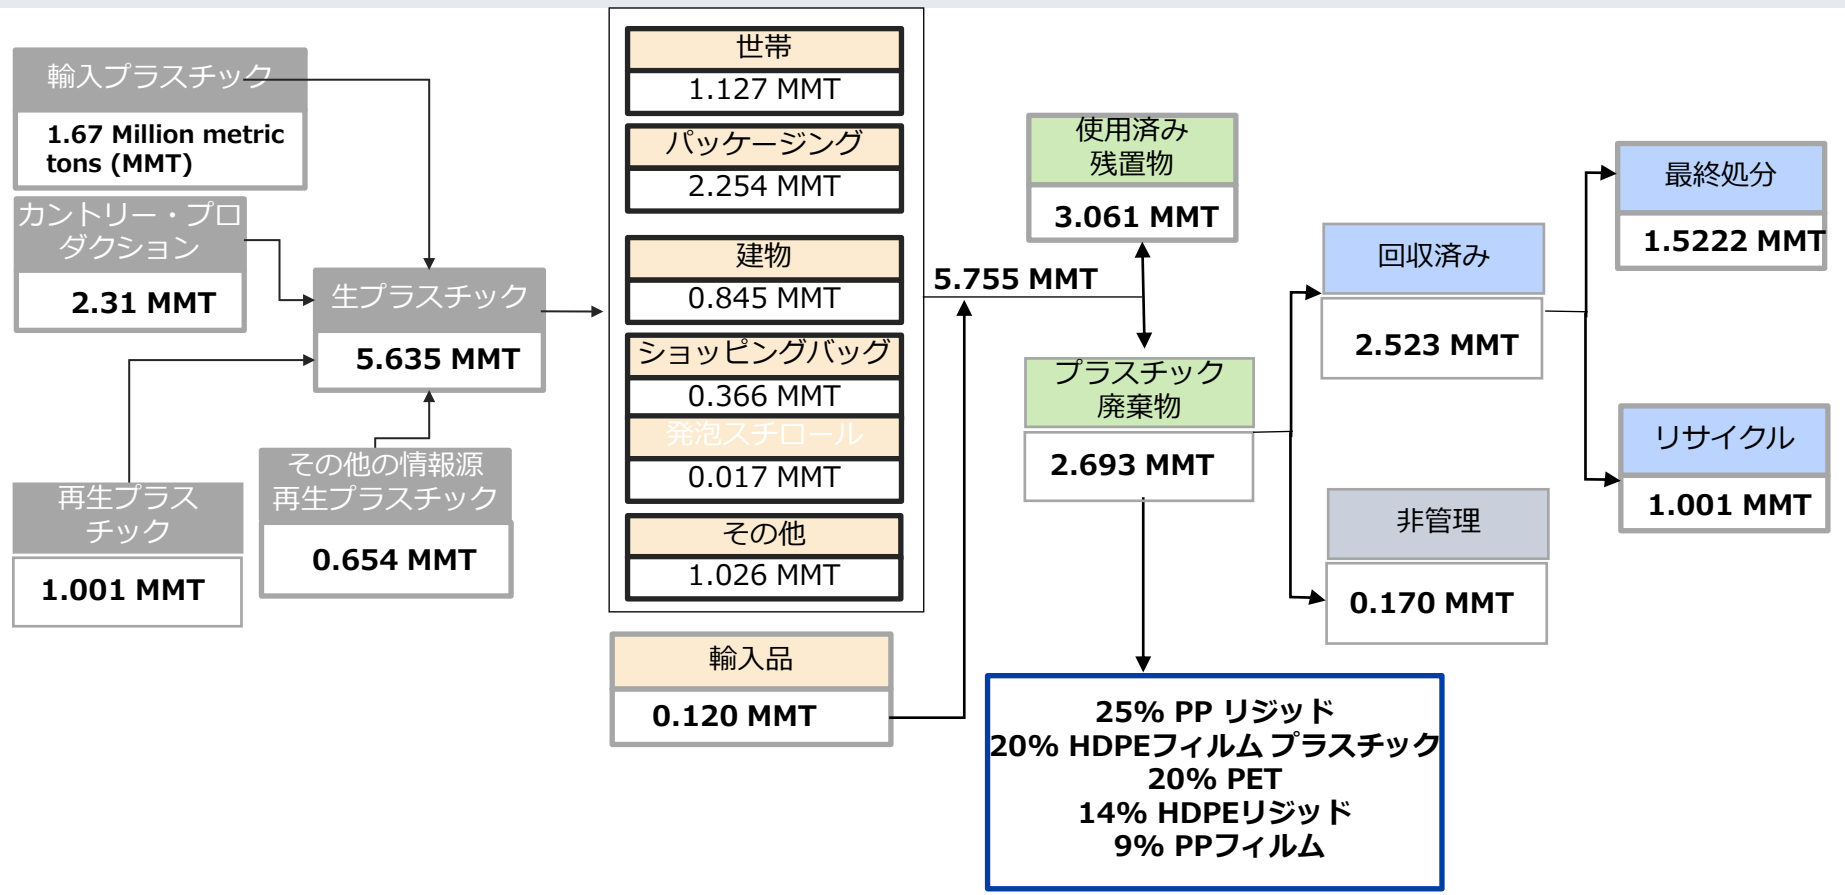 輸入プラスチック
1.67 Million metric
tons (MMT)
カントリー・プロ
ダクション
2.31 MMT
生プラスチック
5.635 MMT
再生プラス
チック
1.001 MMT
その他の情報源
再生プラスチック
0.654 MMT
世帯
1.127 MMT
パッケージング
2.254 MMT
建物
0.845 MMT
ショッピングバッグ
0.366 MMT
発泡スチロール
0.017 MMT
その他
1.026 MMT
輸入品
0.120 MMT
5.755 MMT
使用済み
残置物
3.061 MMT
プラスチック
廃棄物
2.693 MMT
25% PP リジッド
20% HDPEフィルム プラスチック
20% PET
14% HDPEリジッド
9% PPフィルム
回収済み
2.523 MMT
非管理
0.170 MMT
最終処分
1.5222 MMT
リサイクル
1.001 MMT